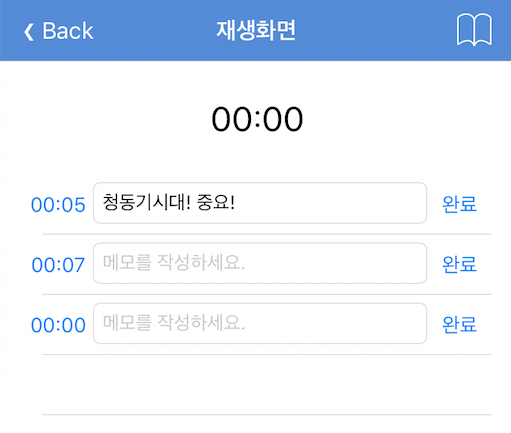 Back 재생화면
00:00
00:05 청동기시대! 중요! 완료
00:07 메모를 작성하세요. 완료
00:00 메모를 작성하세요. 완료